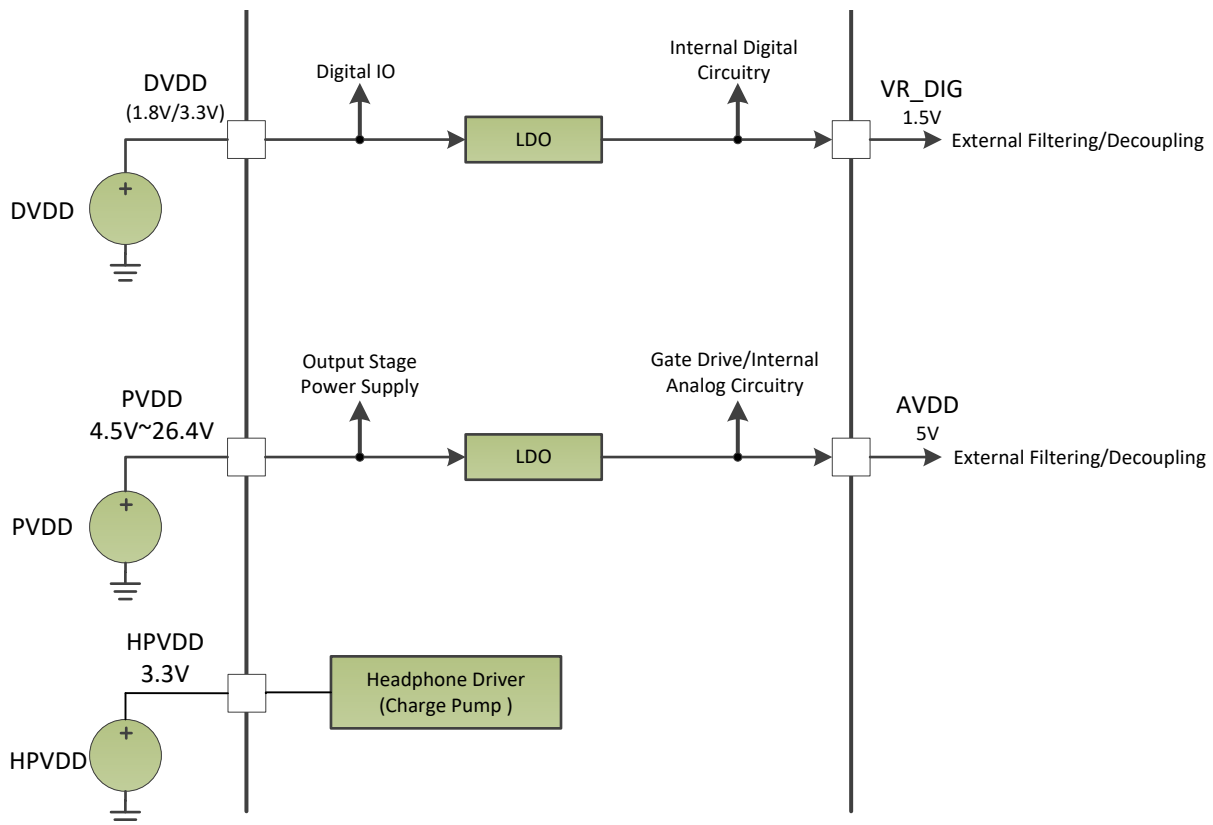 DVDD
(1.8V/3.3V)
Digital IO
Internal Digital
Circuitry
VR_DIG
1.5V
LDO
External Filtering/Decoupling
+
DVDD
PVDD
4.5V~26.4V
Output Stage
Power Supply
Gate Drive/Internal
Analog Circuitry
AVDD
5V
LDO
External Filtering/Decoupling
+
PVDD
HPVDD
3.3V
Headphone Driver
(Charge Pump )
+
HPVDD